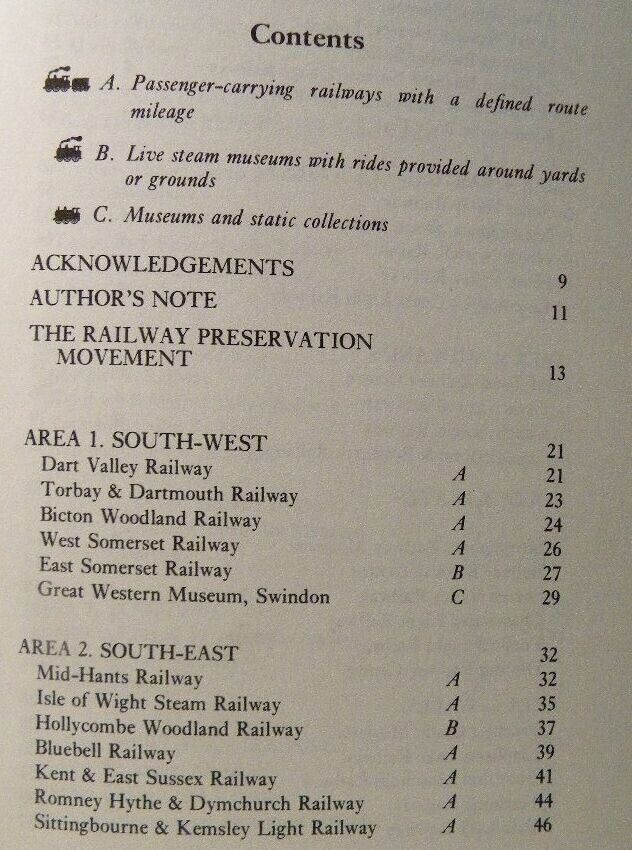 Contents
A. Passenger-carrying railways with a defined route
mileage
B. Live steam museums with rides provided around yards
or grounds
C. Museums and static collections
ACKNOWLEDGEMENTS 9
AUTHOR'S NOTE 11
THE RAILWAY PRESERVATION
MOVEMENT 13
AREA 1. SOUTH-WEST 21
Dart Valley Railway A 21
Torbay & Dartmouth Railway A 23
Bicton Woodland Railway A 24
West Somerset Railway A 26
East Somerset Railway B 27
Great Western Museum, Swindon C 29
AREA 2. SOUTH-EAST 32
Mid-Hants Railway A 32
Isle of Wight Steam Railway A 35
Hollycombe Woodland Railway B 37
Bluebell Railway A 39
Kent & East Sussex Railway A 41
Romney Hythe & Dymchurch Railway A 44
Sittingbourne & Kemsley Light Railway A 46